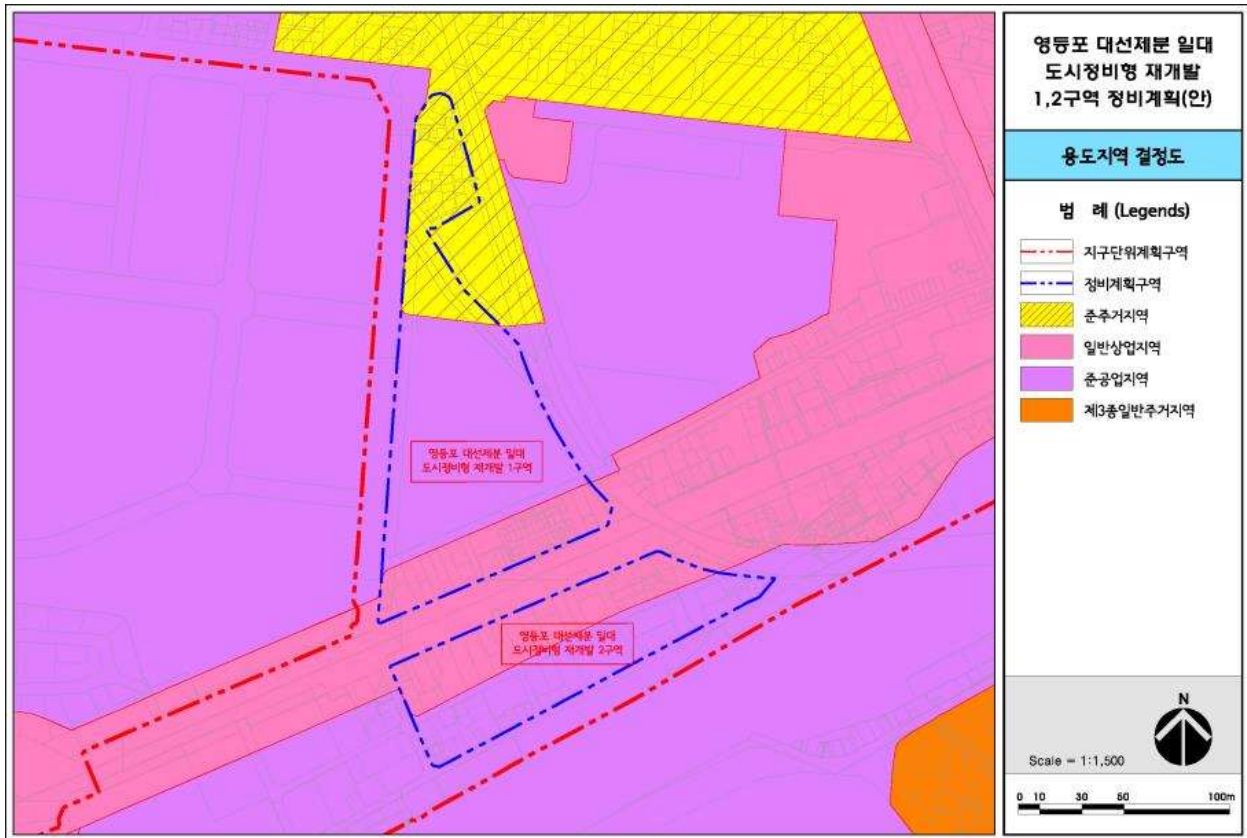 영등포 대선제분 일대
도시정비형 재개발
1,2구역 정비계획(안)
용도지역 결정도
범 례 (Legends)
지구단위계획구역
정비계획구역
준주거지역
일반상업지역
준공업지역
제3종일반주거지역
영등포 대선제분 일대
도시정비형 재개발 1구역
영등포 대선제분 일대
도시정비형 재개발 2구역
N
Scale = 1:1,500
0 10 30 60 100m